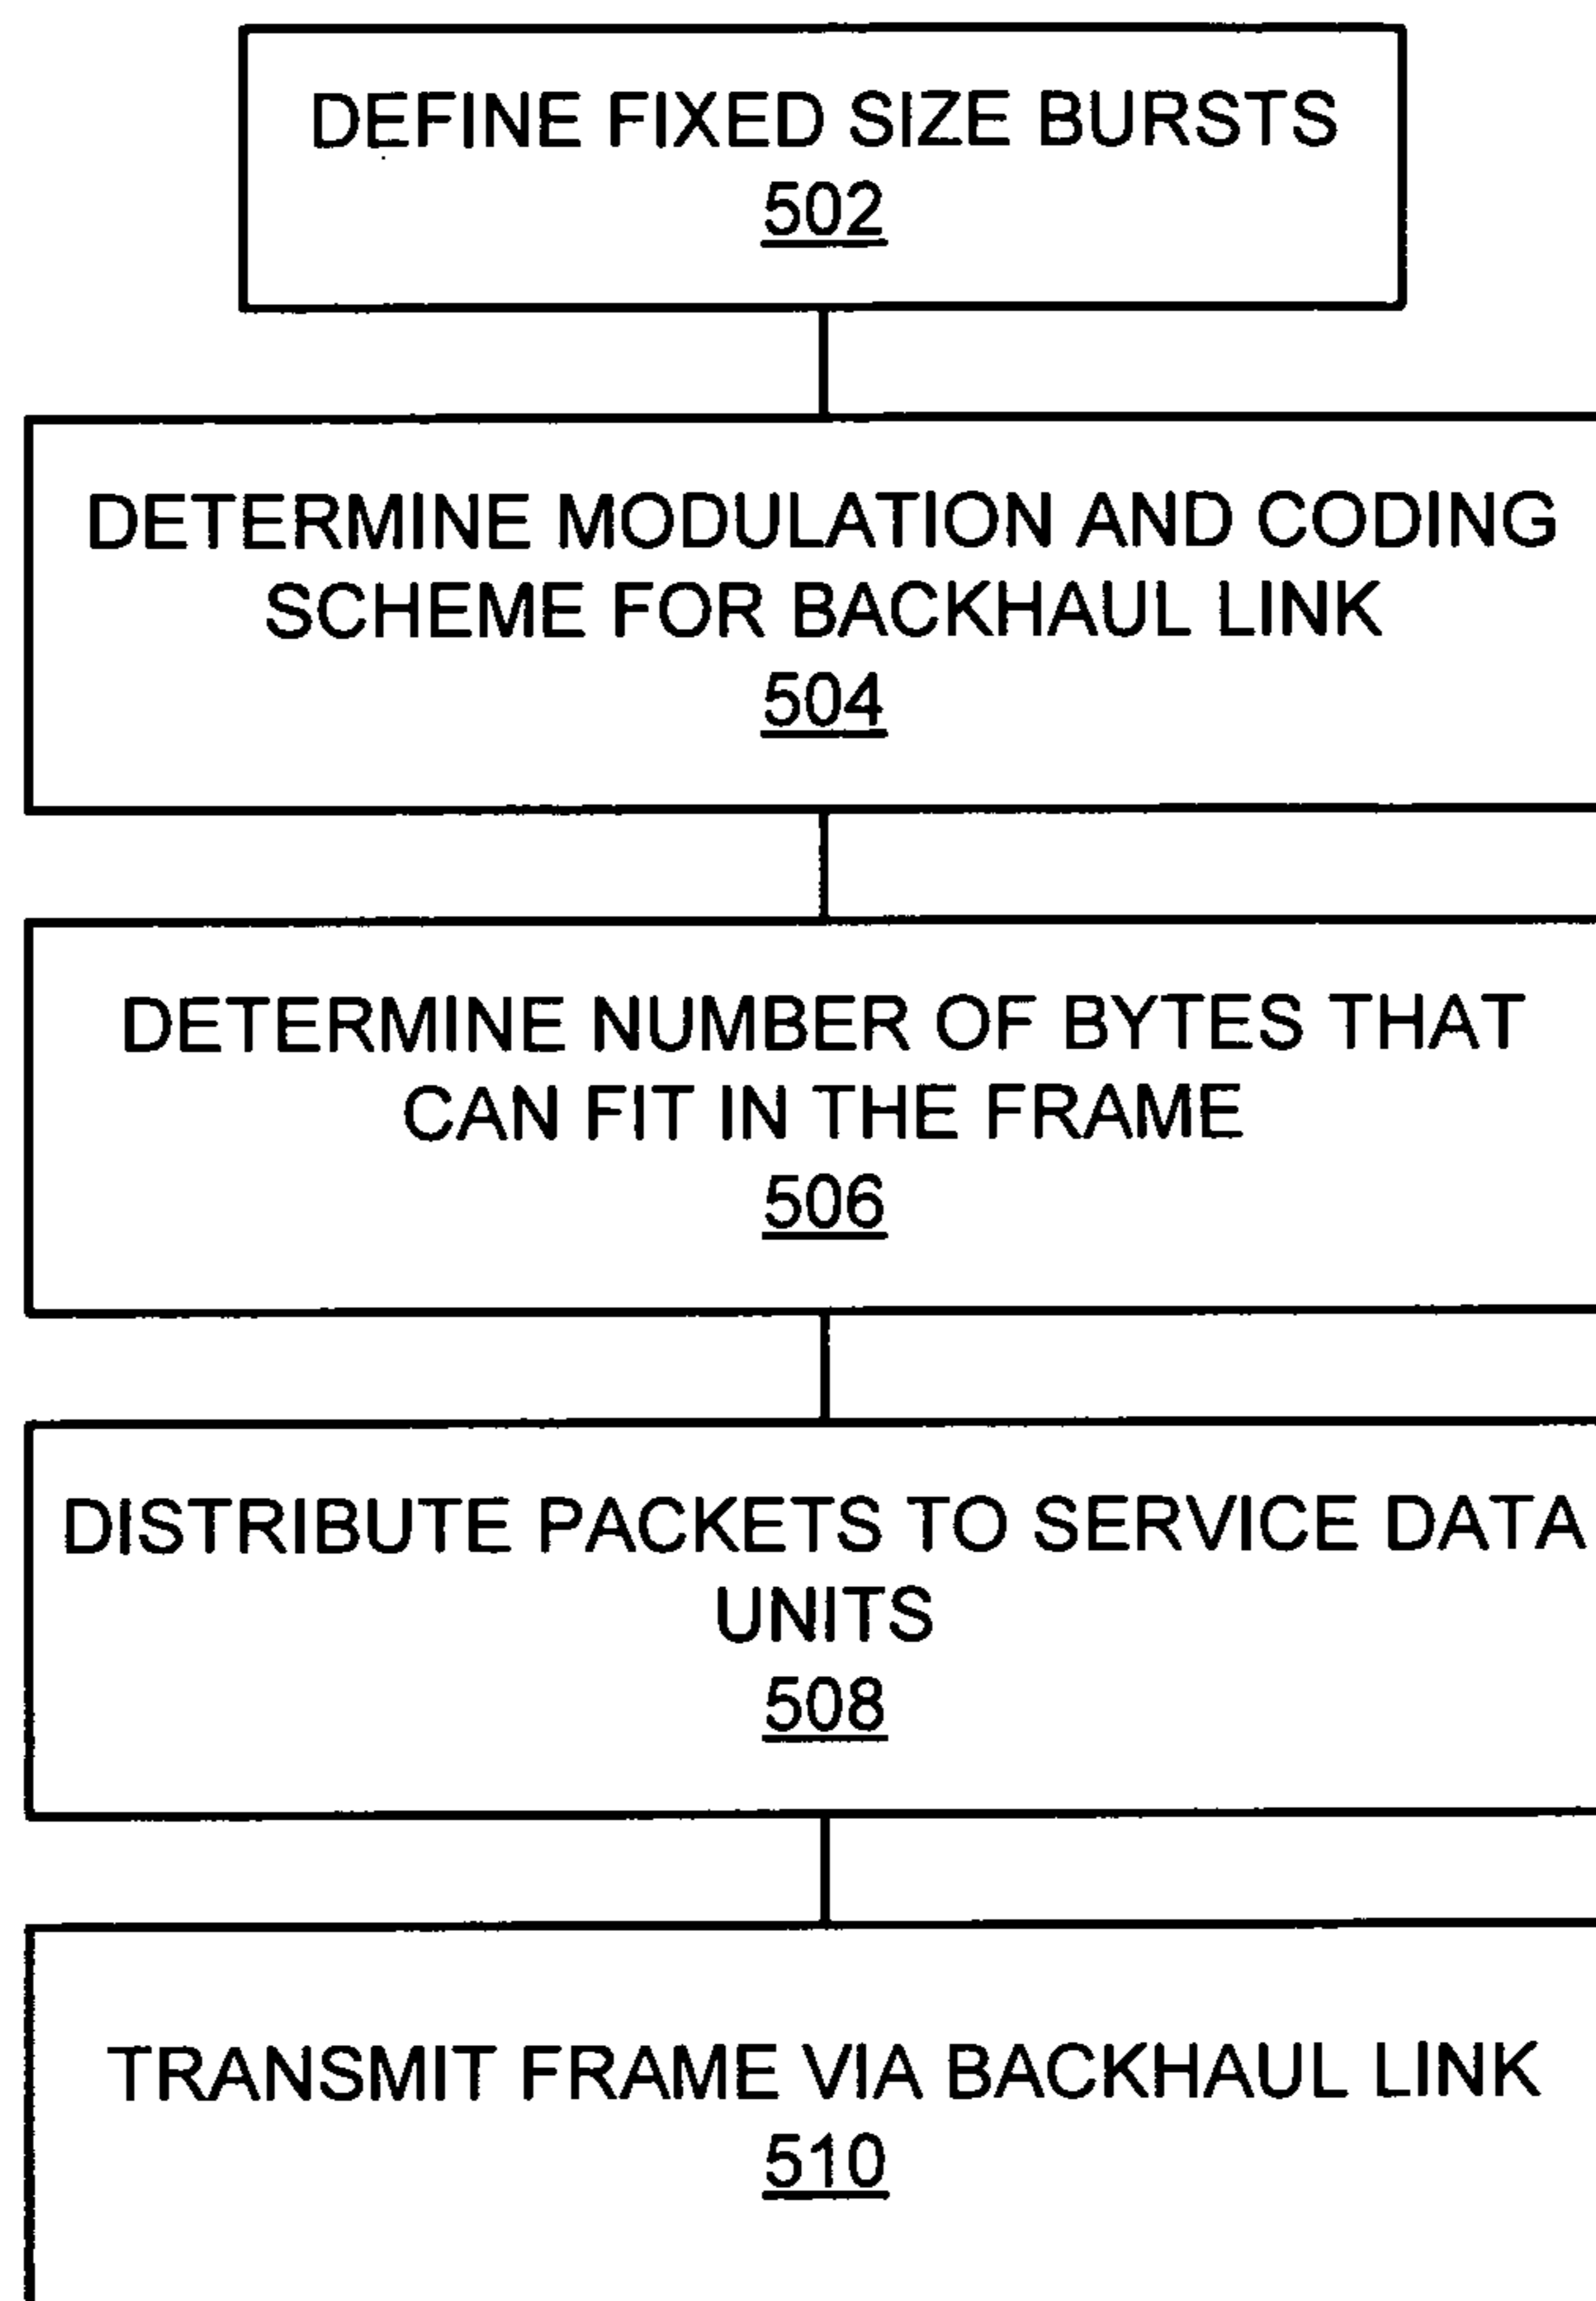 DEFINE FIXED SIZE BURSTS
502
DETERMINE MODULATION AND CODING
SCHEME FOR BACKHAUL LINK
504
DETERMINE NUMBER OF BYTES THAT
CAN FIT IN THE FRAME
506
DISTRIBUTE PACKETS TO SERVICE DATA
UNITS
508
TRANSMIT FRAME VIA BACKHAUL LINK
510